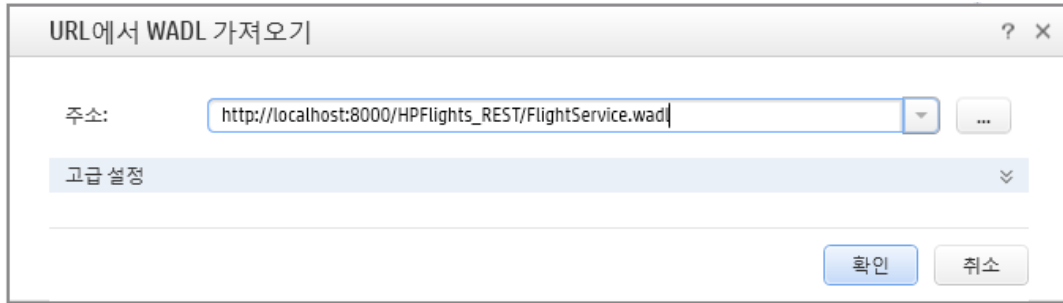 URL에서 WADL 가져오기
주소: http://localhost:8000/HPFlights_REST/FlightService.wadl ...
고급 설정
확인 취소